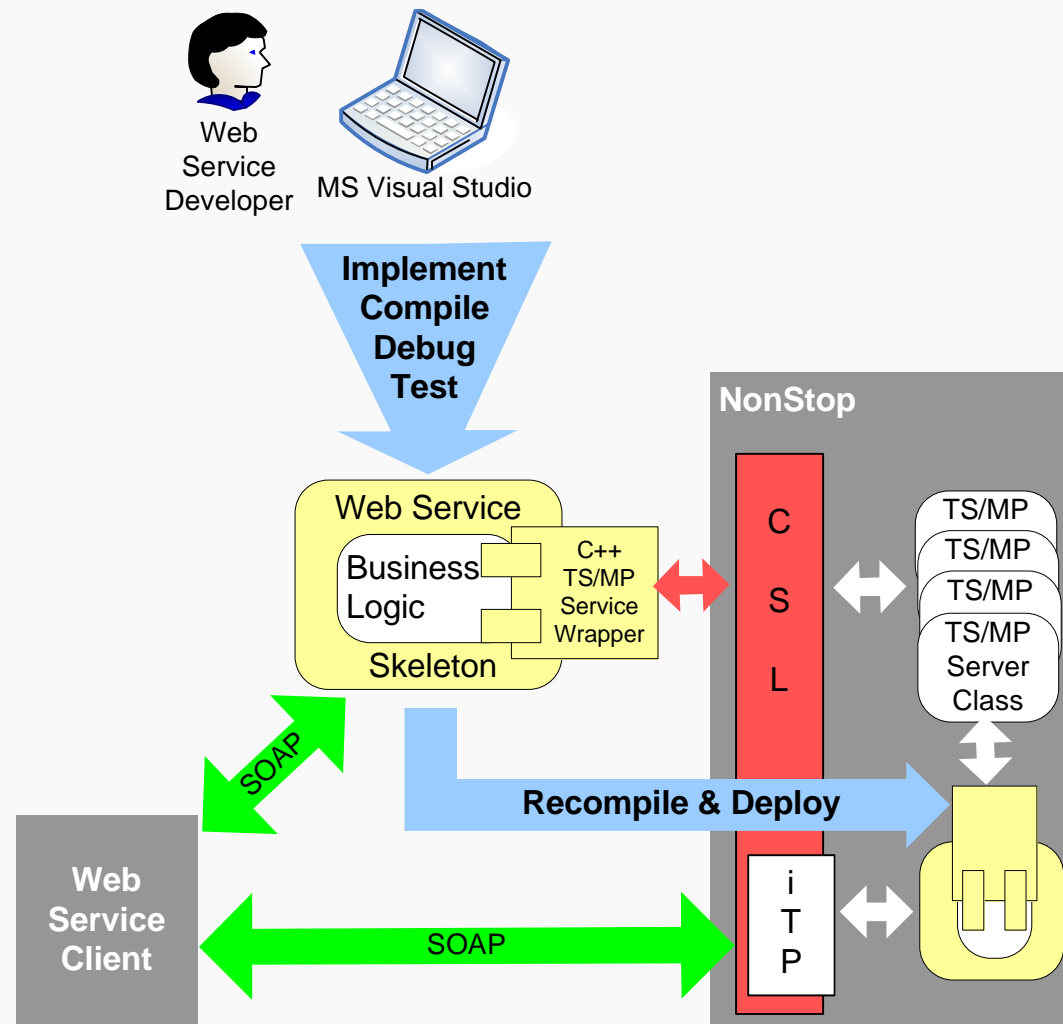 Web
Service
Developer
MS Visual Studio
Implement
Compile
Debug
Test
NonStop
Web Service
Business
Logic
Skeleton
C++
TS/MP
Service
Wrapper
C
S
L
TS/MP
TS/MP
TS/MP
TS/MP
Server
Class
SOAP
Recompile & Deploy
Web
Service
Client
SOAP
i
T
P